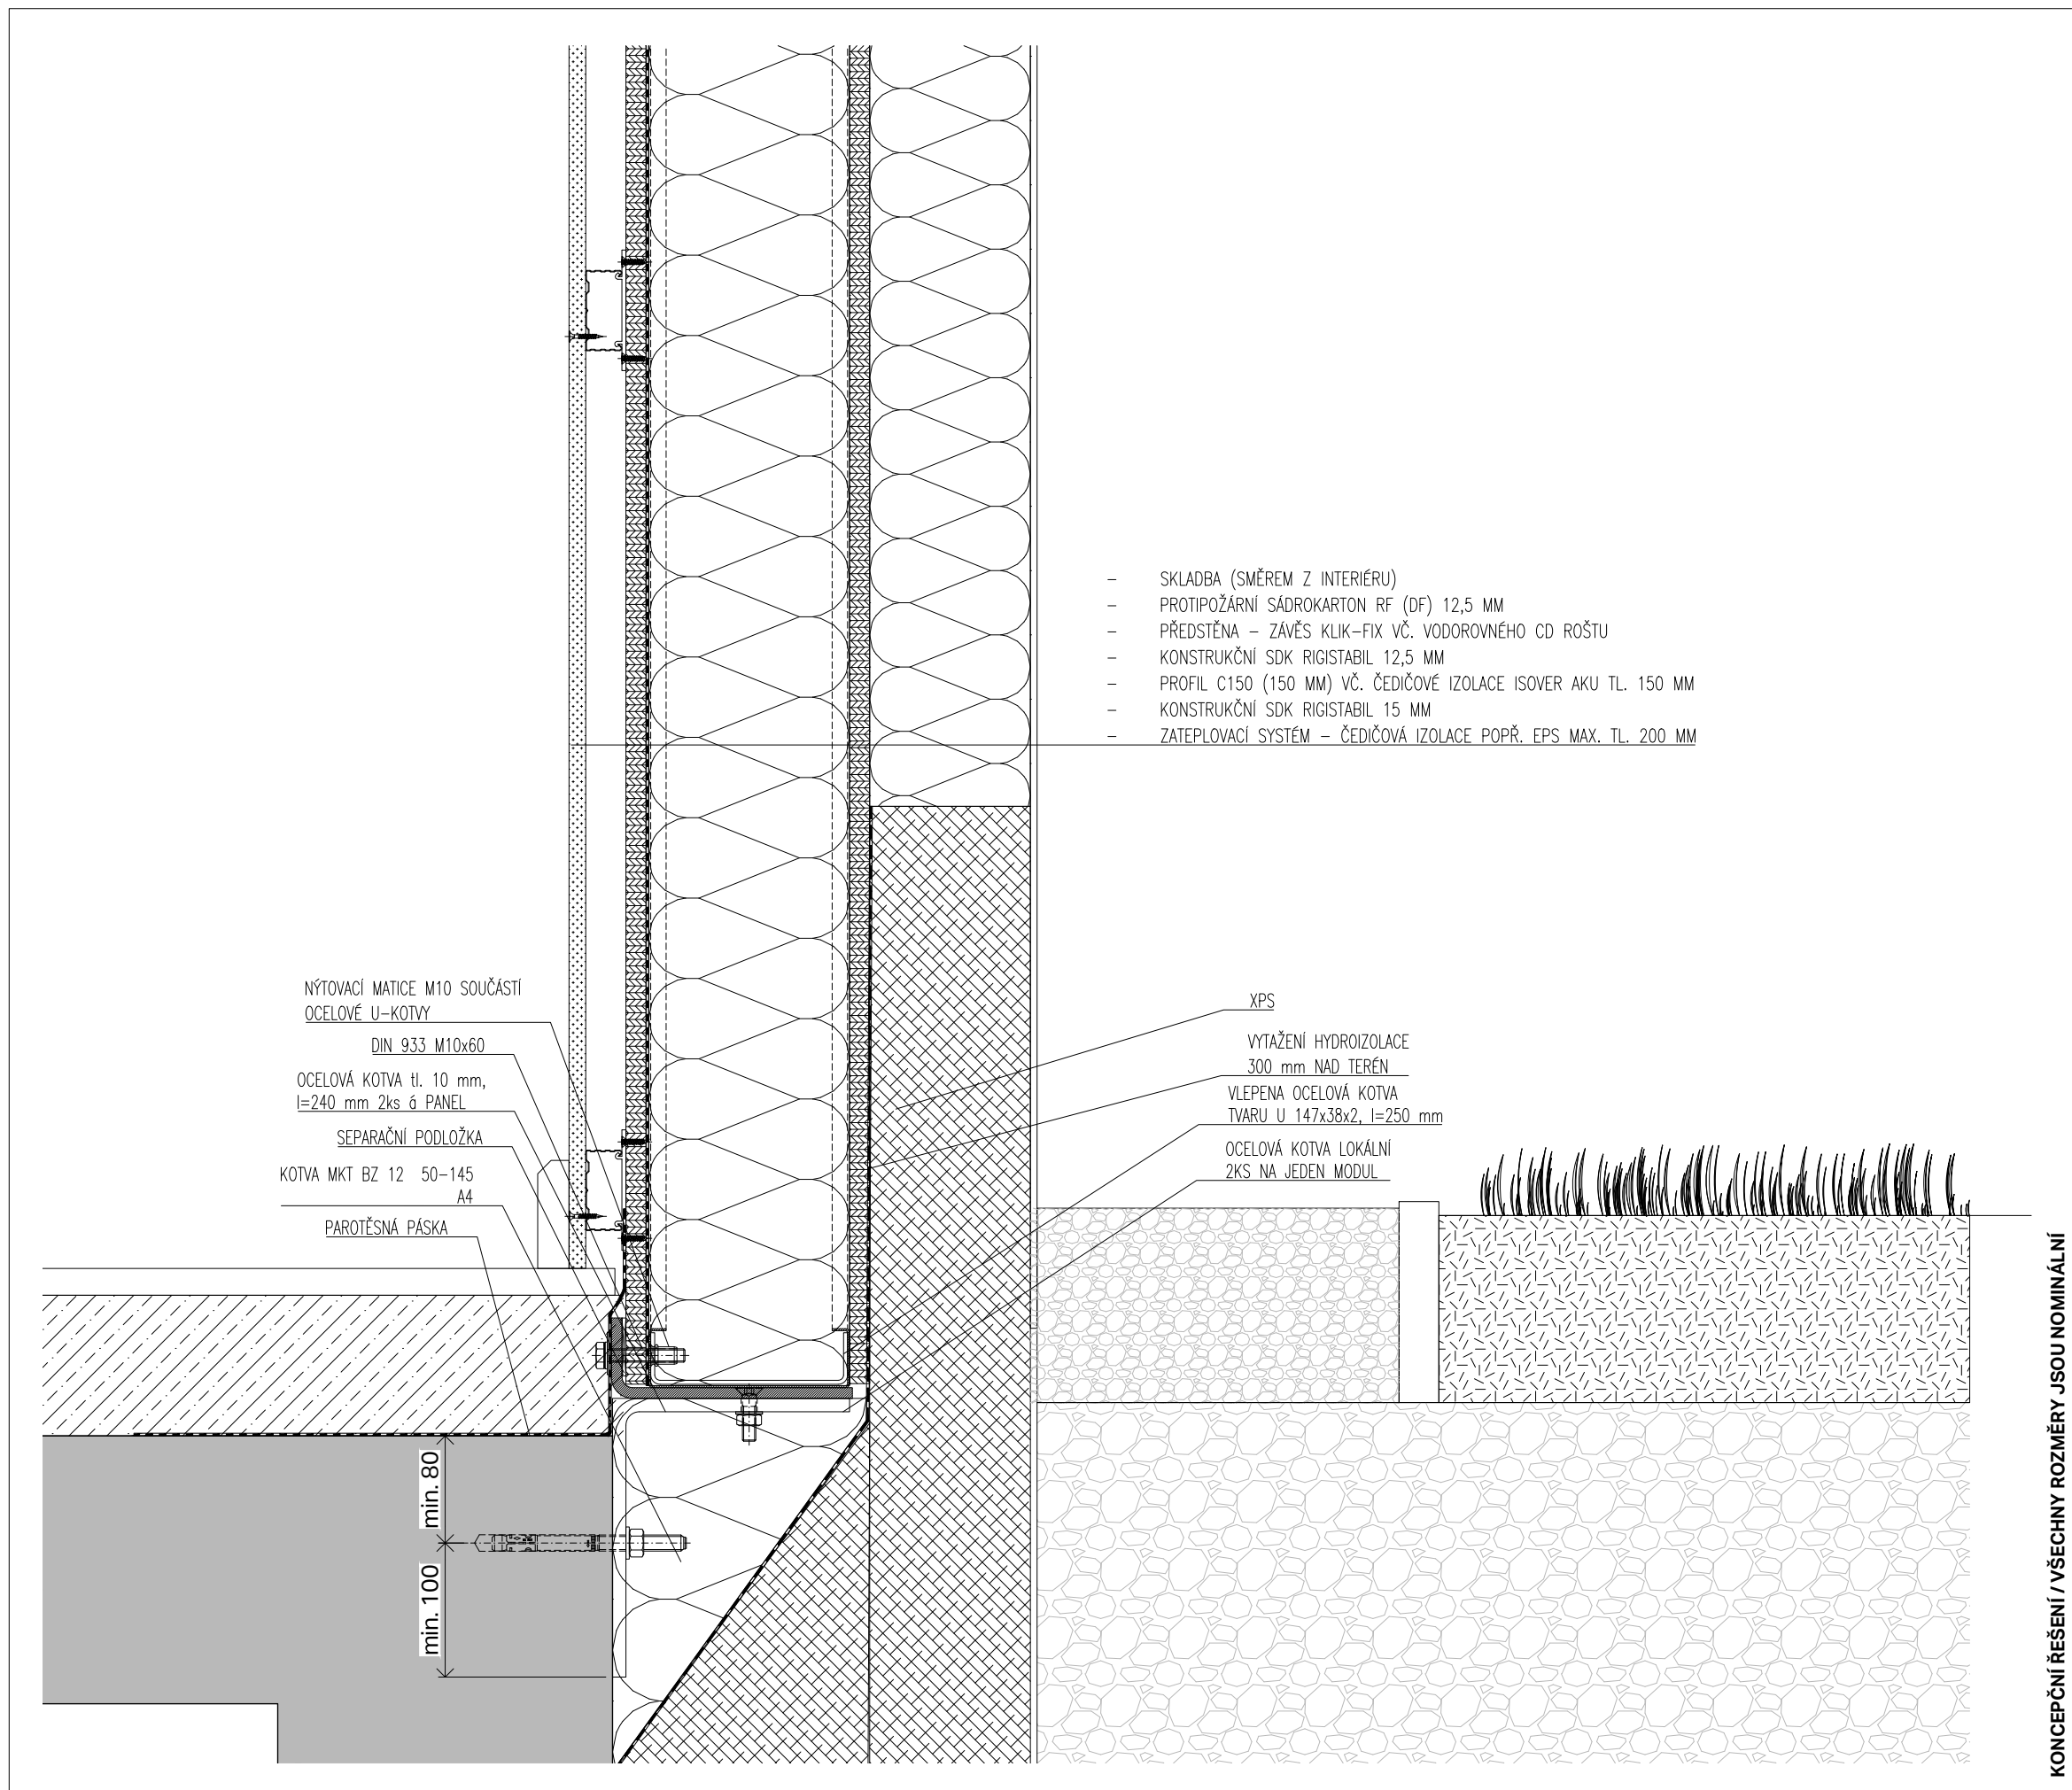 - SKLADBA (SMĚREM Z INTERIÉRU)
- PROTIPOŽÁRNÍ SÁDROKARTON RF (DF) 12,5 MM
- PŘEDSTĚNA – ZÁVĚS KLIK–FIX VČ. VODOROVNÉHO CD ROŠTU
- KONSTRUKČNÍ SDK RIGISTABIL 12,5 MM
- PROFIL C150 (150 MM) VČ. ČEDIČOVÉ IZOLACE ISOVER AKU TL. 150 MM
- KONSTRUKČNÍ SDK RIGISTABIL 15 MM
- ZATEPLOVACÍ SYSTÉM – ČEDIČOVÁ IZOLACE POPŘ. EPS MAX. TL. 200 MM
NÝTOVACÍ MATICE M10 SOUČÁSTÍ
OCELOVÉ U–KOTVY
DIN 933 M10x60
OCELOVÁ KOTVA tl. 10 mm,
l=240 mm 2ks á PANEL
SEPARAČNÍ PODLOŽKA
KOTVA MKT BZ 12 50–145
A4
PAROTĚSNÁ PÁSKA
XPS
VYTAŽENÍ HYDROIZOLACE
300 mm NAD TERÉN
VLEPENA OCELOVÁ KOTVA
TVARU U 147x38x2, l=250 mm
OCELOVÁ KOTVA LOKÁLNÍ
2KS NA JEDEN MODUL
min. 80
min. 100
KONCEPČNÍ ŘEŠENÍ / VŠECHNY ROZMĚRY JSOU NOMINÁLNÍ